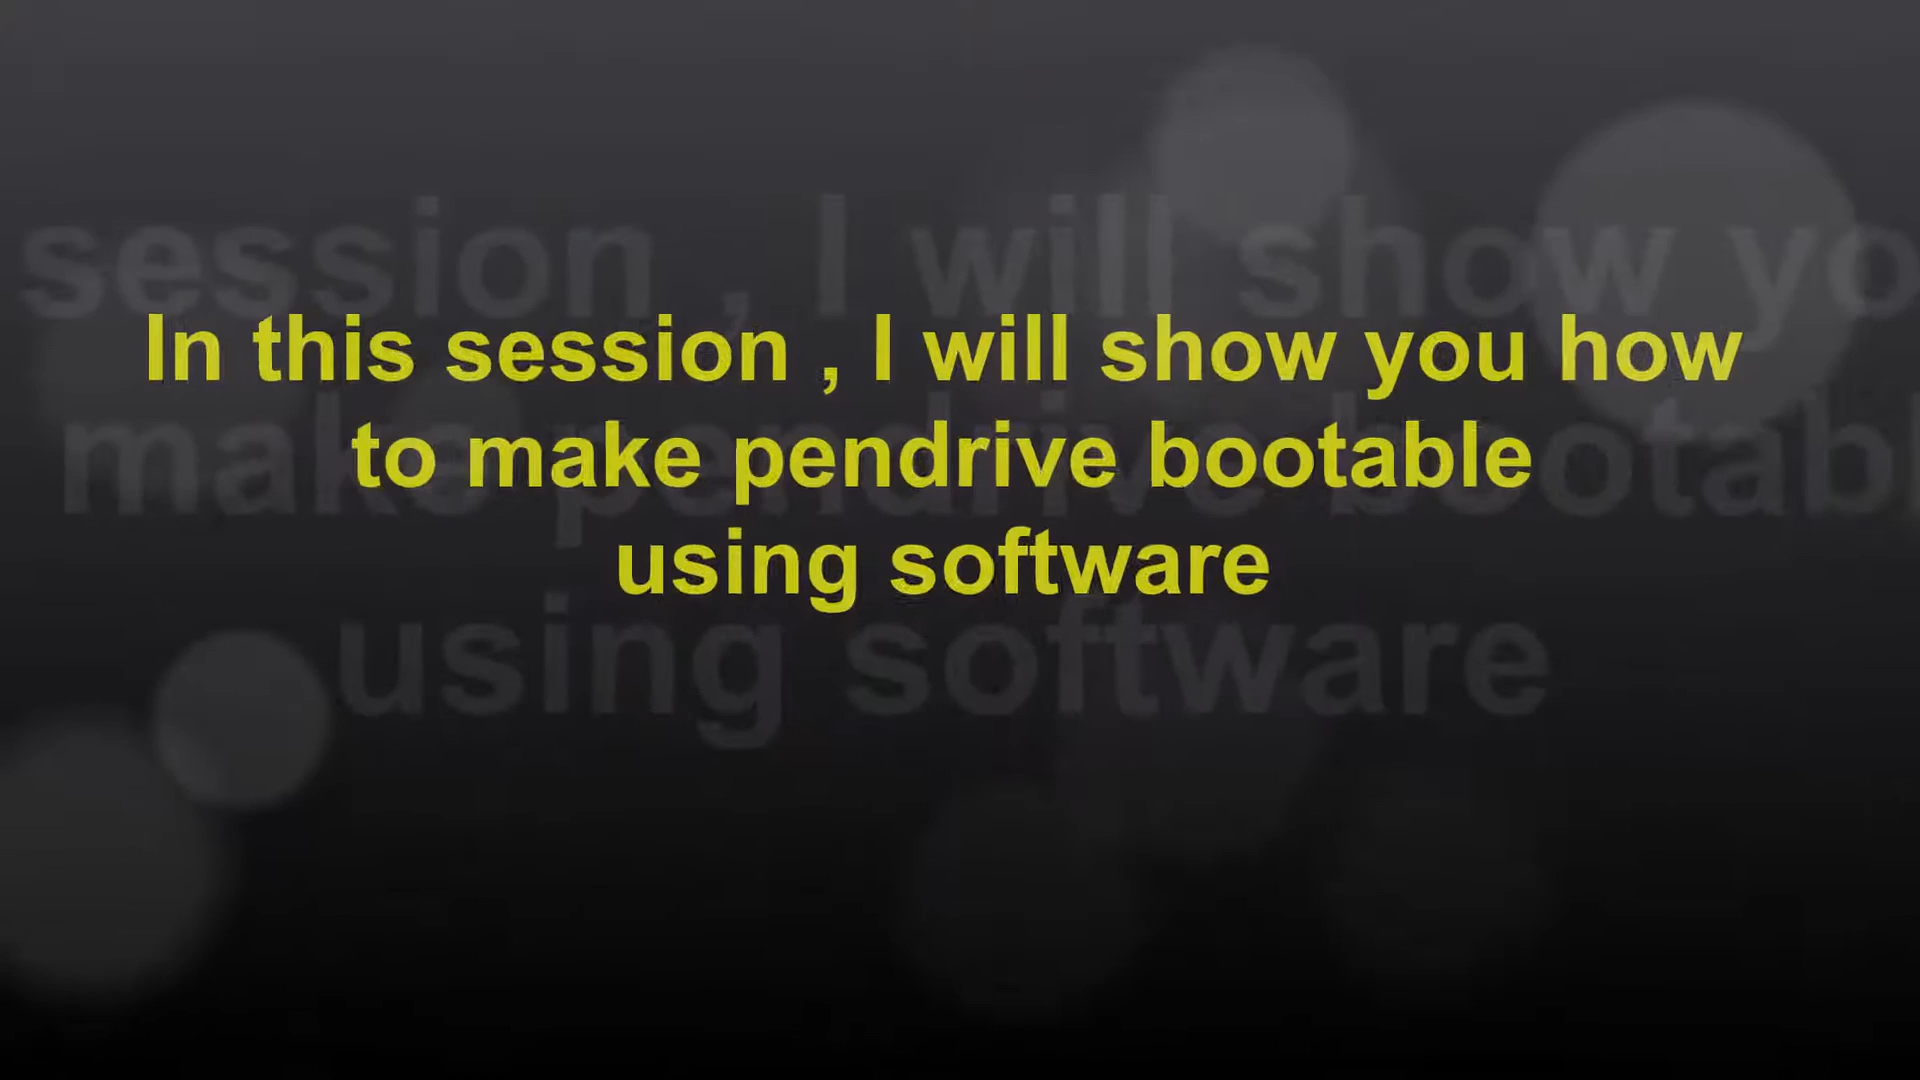 In this session , I will show you how
to make pendrive bootable
using software